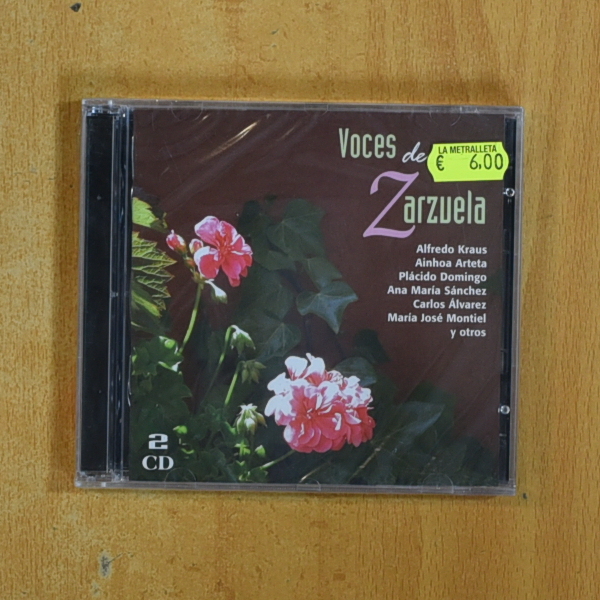 Voces de
LA METRALLETA
€ 6,00
Zarzuela
Alfredo Kraus
Ainhoa Arteta
Plácido Domingo
Ana María Sánchez
Carlos Álvarez
María José Montiel
y otros
2
CD